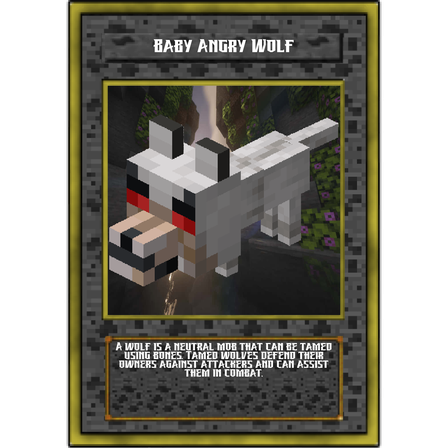 Baby Angry Wolf
A WOLF IS A NEUTRAL MOB THAT CAN BE TAMED
USING BONES. TAMED WOLVES DEFEND THEIR
OWNERS AGAINST ATTACKERS AND CAN ASSIST
THEM IN COMBAT.